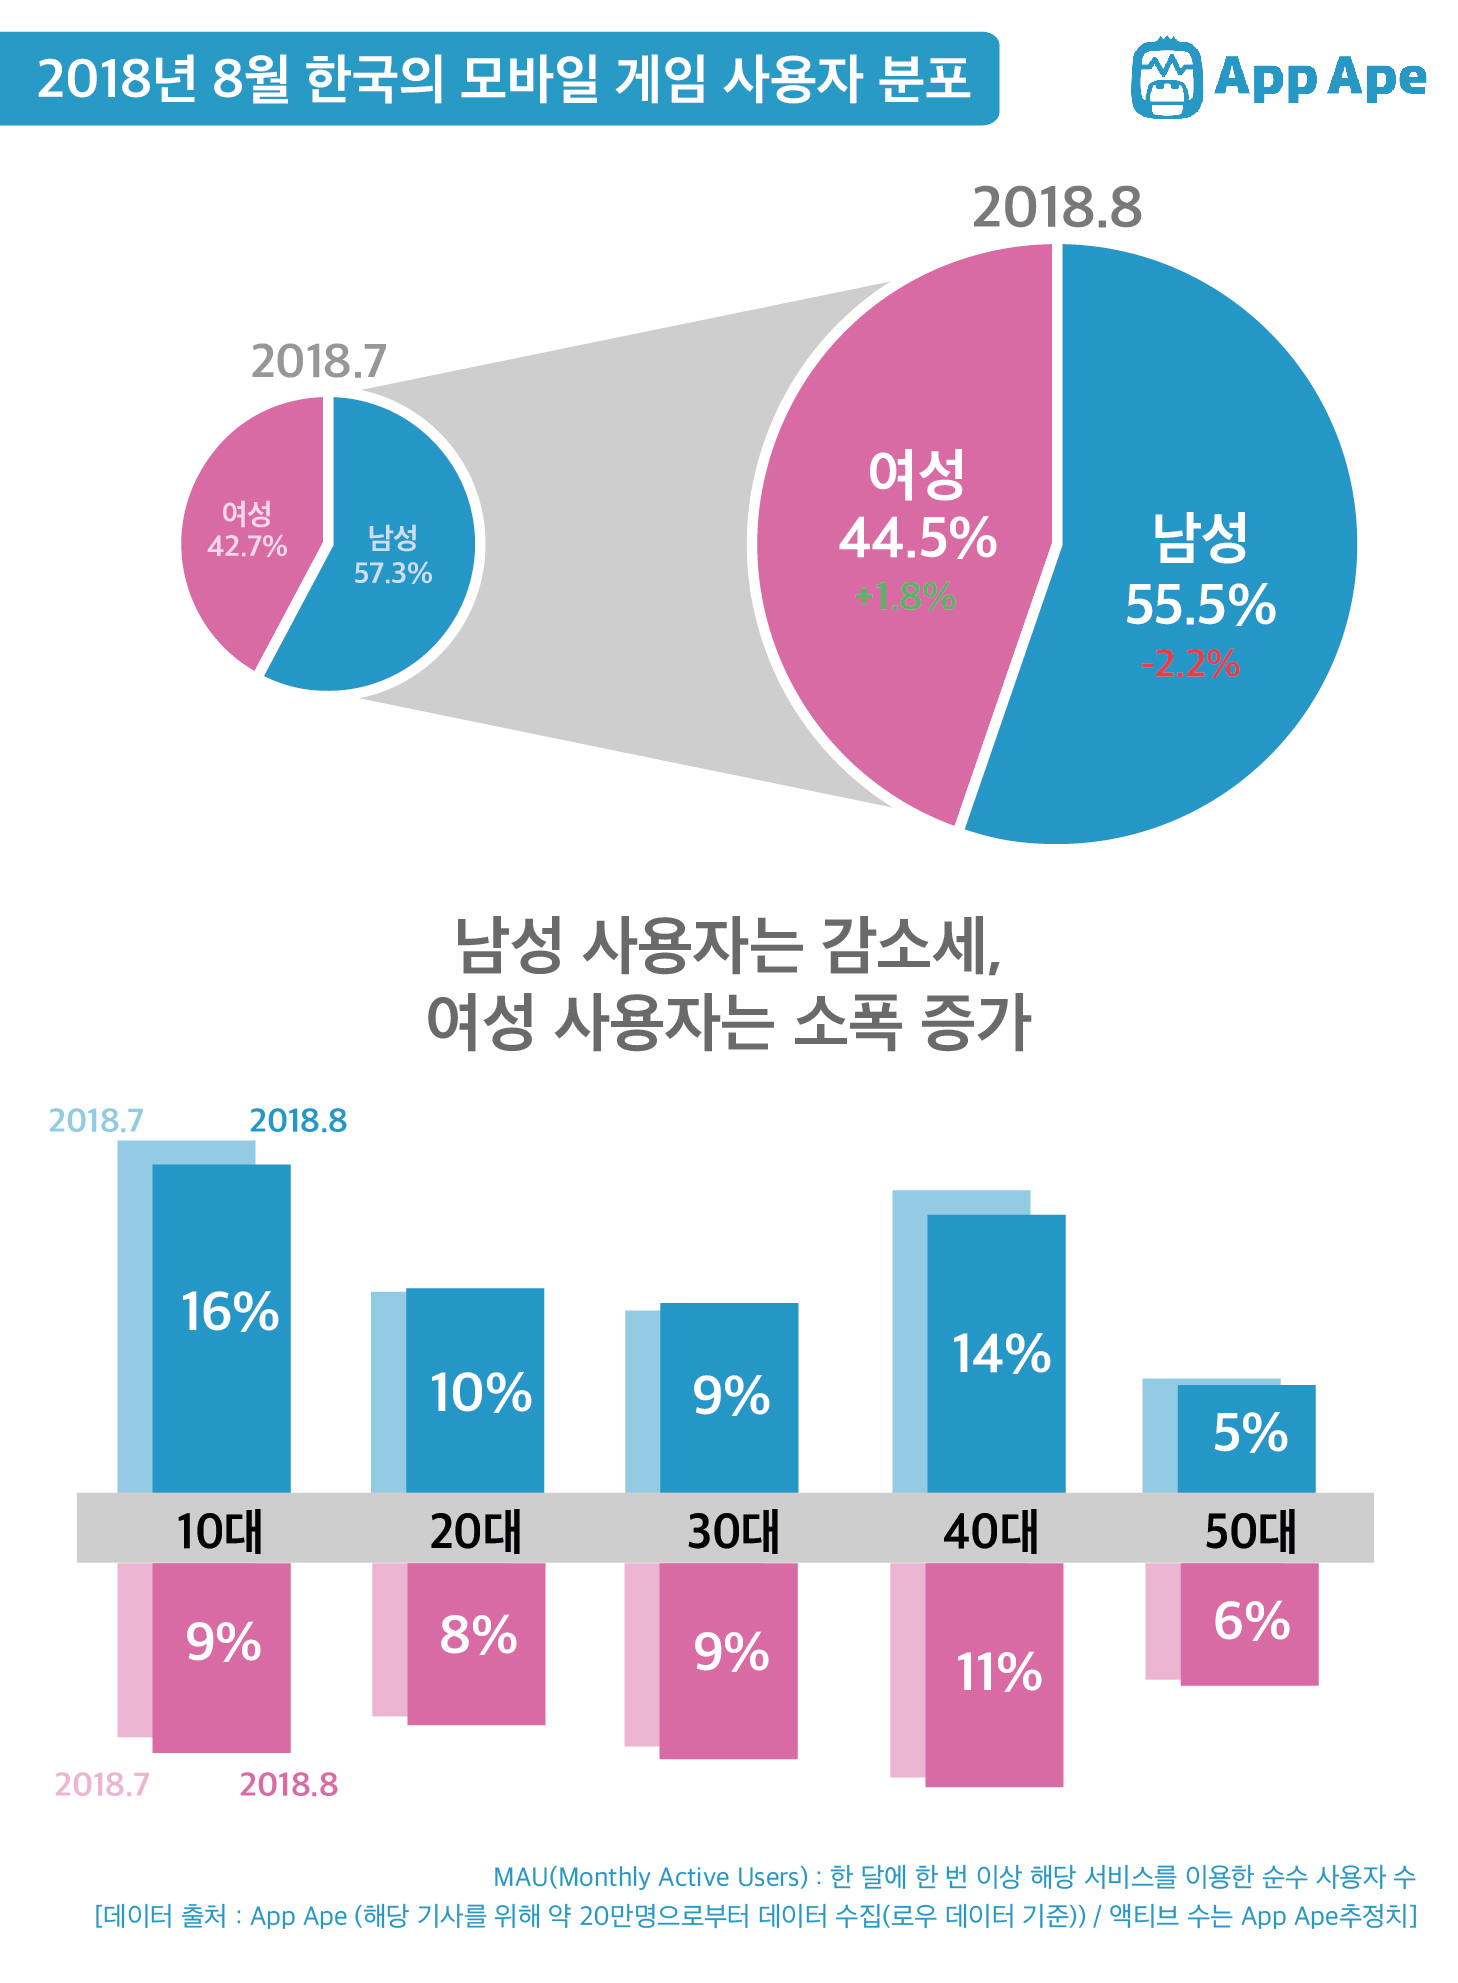 2018년 8월 한국의 모바일 게임 사용자 분포
App Ape
2018.8
2018.7
여성
44.5%
+1.8%
남성
55.5%
-2.2%
여성
42.7%
남성
57.3%
남성 사용자는 감소세,
여성 사용자는 소폭 증가
2018.7 2018.8
16%
10%
9%
14%
5%
10대 20대 30대 40대 50대
9%
8%
9%
11%
6%
2018.7 2018.8
MAU(Monthly Active Users) : 한 달에 한 번 이상 해당 서비스를 이용한 순수 사용자 수
[데이터 출처 : App Ape (해당 기사를 위해 약 20만명으로부터 데이터 수집(로우 데이터 기준)) / 액티브 수는 App Ape추정치]